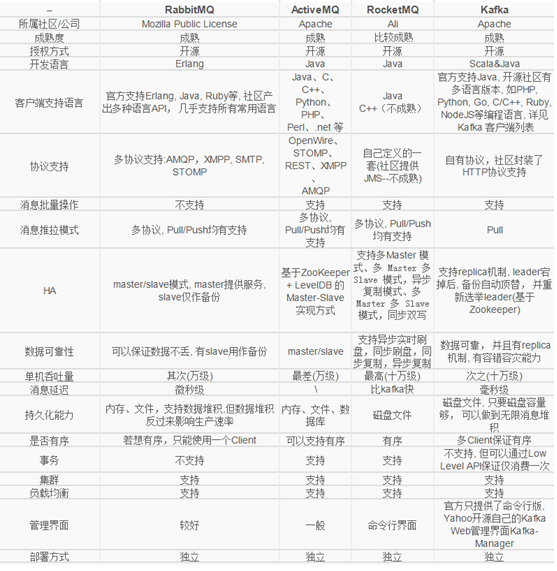 – RabbitMQ ActiveMQ RocketMQ Kafka
所属社区/公司 Mozilla Public License Apache Ali Apache
成熟度 成熟 成熟 比较成熟 成熟
授权方式 开源 开源 开源 开源
开发语言 Erlang Java Java Scala&Java
客户端支持语言
官方支持Erlang, Java, Ruby等, 社区产
出多种语言API， 几乎支持所有常用语言
Java、C、
C++、
Python、
PHP、
Perl、.net 等
Java
C++（不成熟）
官方支持Java, 开源社区有
多语言版本, 如PHP,
Python, Go, C/C++, Ruby,
NodeJS等编程语言, 详见
Kafka 客户端列表
协议支持
多协议支持:AMQP，XMPP, SMTP,
STOMP
OpenWire、
STOMP、
REST、XMPP
、
AMQP
自己定义的一
套(社区提供
JMS--不成熟)
自有协议，社区封装了
HTTP协议支持
消息批量操作 不支持 支持 支持 支持
消息推拉模式
多协议, Pull/Push均有支持
多协议,
Pull/Push均有
支持
多协议, Pull/Push
均有支持
Pull
HA
master/slave模式, master提供服务,
slave仅作备份
基于ZooKeeper
+ LevelDB 的
Master-Slave
实现方式
支持多Master 模
式、多 Master 多
Slave 模式，异步
复制模式、多
Master 多 Slave
模式，同步双写
支持replica机制, leader宕
掉后, 备份自动顶替， 并重
新选举leader(基于
Zookeeper)
数据可靠性
可以保证数据不丢, 有slave用作备份
master/slave
支持异步实时刷
盘，同步刷盘，同
步复制，异步复制
数据可靠， 并且有replica
机制, 有容错容灾能力
单机吞吐量 其次(万级) 最差(万级) 最高(十万级) 次之(十万级)
消息延迟 微秒级 \ 比kafka快 毫秒级
持久化能力
内存、文件，支持数据堆积,但数据堆积
反过来影响生产速率
内存、文件、数
据库
磁盘文件
磁盘文件, 只要磁盘容量
够， 可以做到无限消息堆
积
是否有序 若想有序，只能使用一个Client 可以支持有序 有序 多Client保证有序
事务 不支持 支持 支持
不支持, 但可以通过Low
Level API保证仅消费一次
集群 支持 支持 支持 支持
负载均衡 支持 支持 支持 支持
管理界面 较好 一般 命令行界面
官方只提供了命令行版,
Yahoo开源自己的Kafka
Web管理界面Kafka-
Manager
部署方式 独立 独立 独立 独立